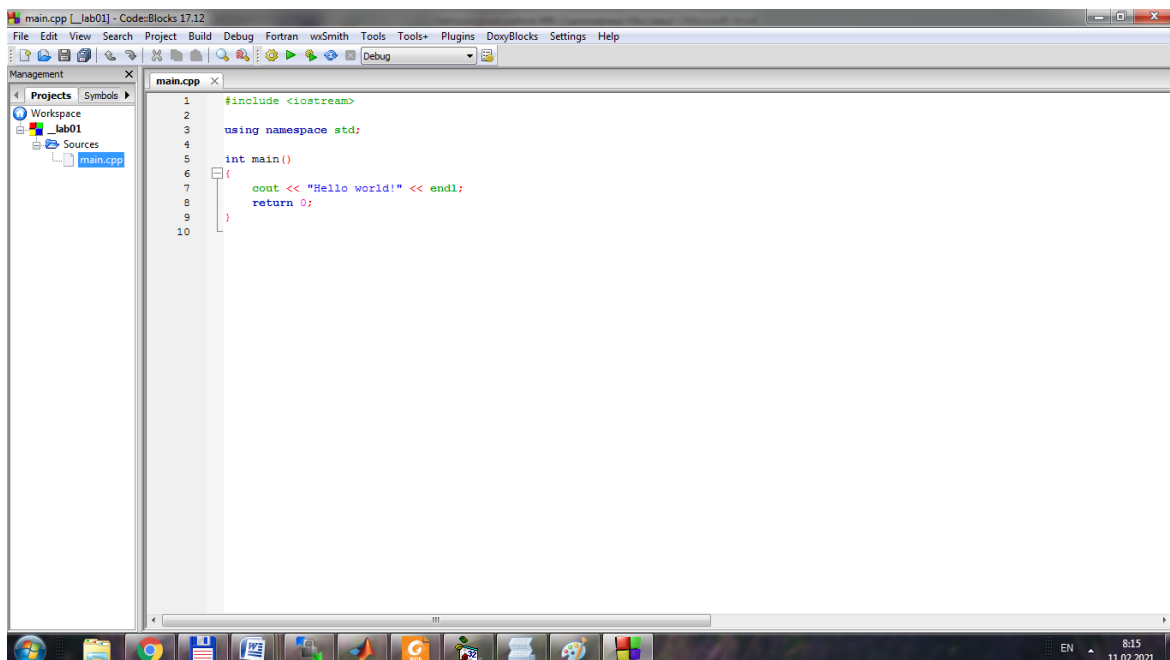 main.cpp [__lab01] - Code::Blocks 17.12
File Edit View Search Project Build Debug Fortran wxSmith Tools Tools+ Plugins DoxyBlocks Settings Help
Debug
Management
Projects Symbols
main.cpp
Workspace
__lab01
Sources
main.cpp
1 #include <iostream>
2
3 using namespace std;
4
5 int main()
6 {
7 cout << "Hello world!" << endl;
8 return 0;
9 }
10
EN
8:15
11.02.2021